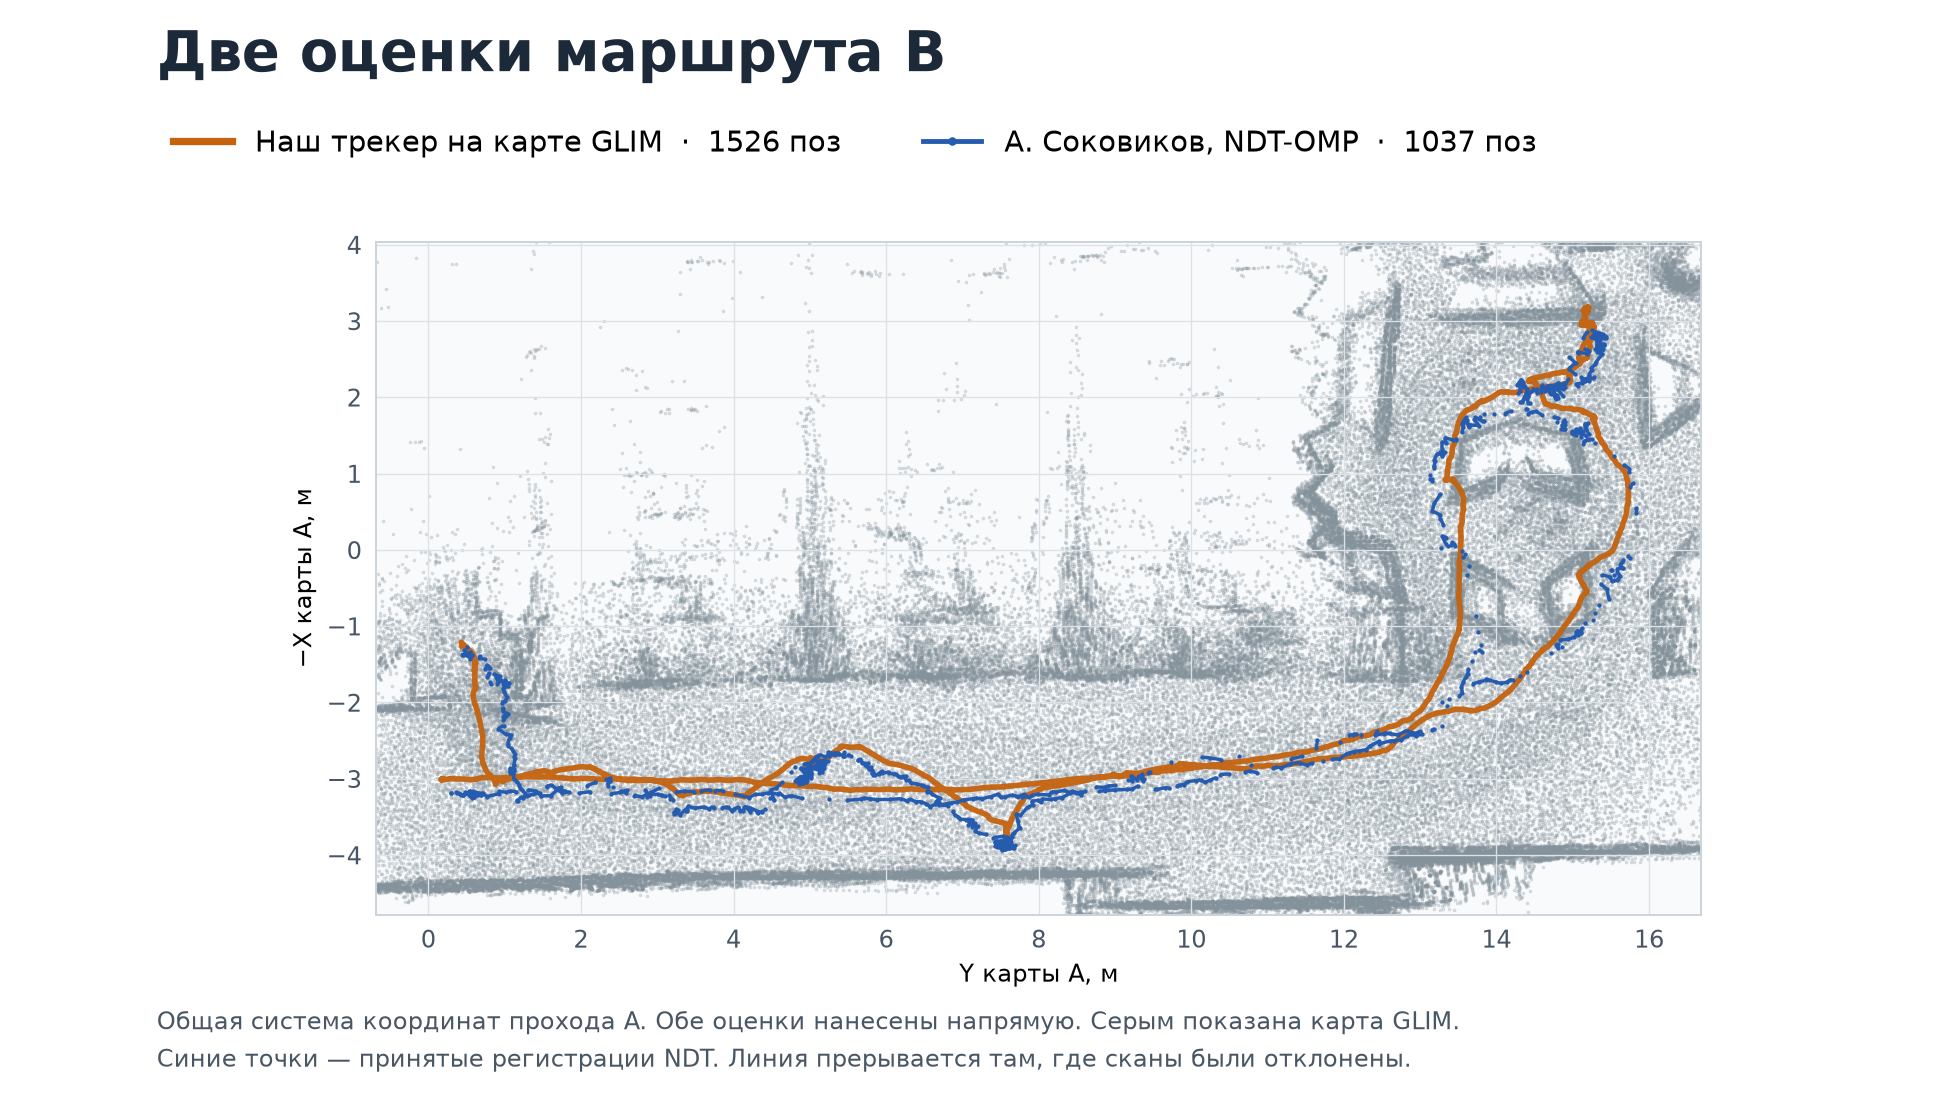 Две оценки маршрута B
Наш трекер на карте GLIM · 1526 поз
А. Соковиков, NDT-OMP · 1037 поз
4
3
2
1
0
−1
−2
−3
−4
−X карты A, м
0 2 4 6 8 10 12 14 16
Y карты A, м
Общая система координат прохода A. Обе оценки нанесены напрямую. Серым показана карта GLIM.
Синие точки — принятые регистрации NDT. Линия прерывается там, где сканы были отклонены.